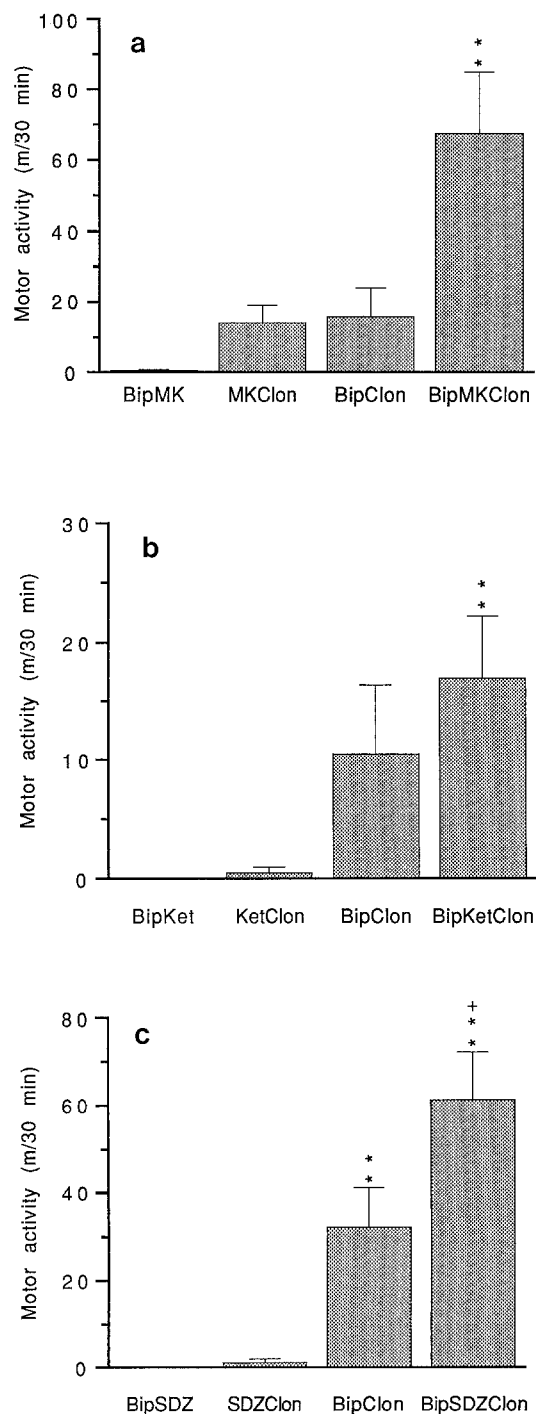 a
Motor activity (m/30 min)
100
80
60
40
20
0
* *
BipMK MKClon BipClon BipMKClon
b
Motor activity (m/30 min)
30
20
10
0
* *
BipKet KetClon BipClon BipKetClon
c
Motor activity (m/30 min)
80
60
40
20
0
* *
+ * *
BipSDZ SDZClon BipClon BipSDZClon